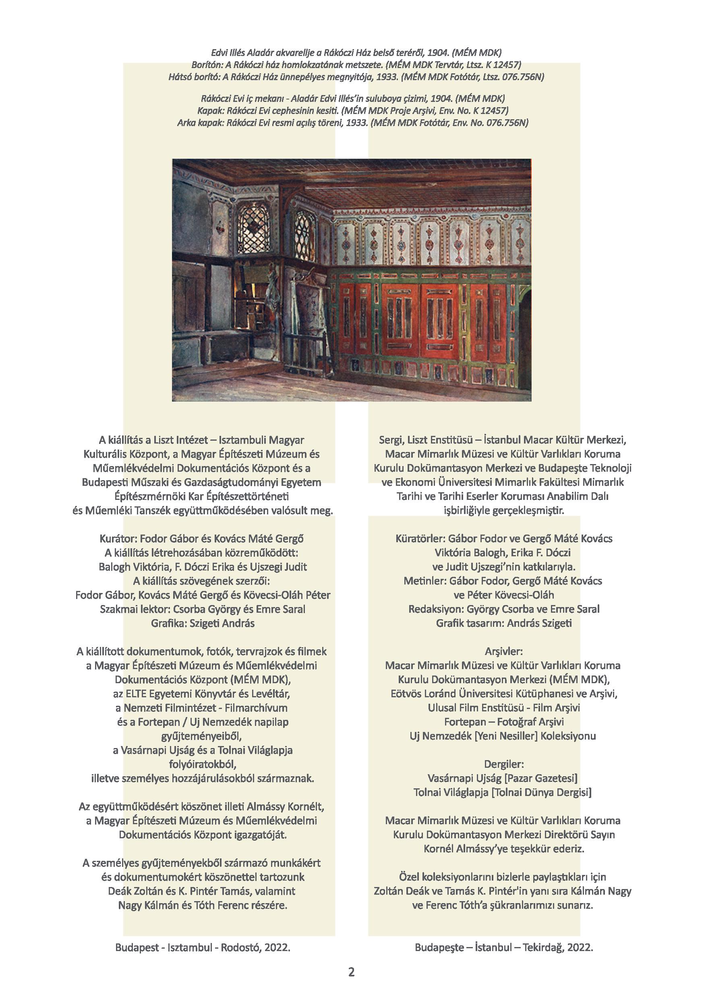 Edvi Illés Aladár akvarellje a Rákóczi Ház belső teréről, 1904. (MÉM MDK)
Borítón: A Rákóczi ház homlokzatának metszete. (MÉM MDK Tervtár, Ltsz. K 12457)
Hátsó borító: A Rákóczi Ház ünnepélyes megnyitója, 1933. (MÉM MDK Fotótár, Ltsz. 076.756N)
Rákóczi Evi iç mekanı - Aladár Edvi Illés’in suluboya çizimi, 1904. (MÉM MDK)
Kapak: Rákóczi Evi cephesinin kesiti. (MÉM MDK Proje Arşivi, Env. No. K 12457)
Arka kapak: Rákóczi Evi resmi açılış töreni, 1933. (MÉM MDK Fotótár, Env. No. 076.756N)
A kiállítás a Liszt Intézet – Isztambuli Magyar
Kulturális Központ, a Magyar Építészeti Múzeum és
Műemlékvédelmi Dokumentációs Központ és a
Budapesti Műszaki és Gazdaságtudományi Egyetem
Építészmérnöki Kar Építészettörténeti
és Műemléki Tanszék együttműködésében valósult meg.
Kurátor: Fodor Gábor és Kovács Máté Gergő
A kiállítás létrehozásában közreműködött:
Balogh Viktória, F. Dóczi Erika és Ujszegi Judit
A kiállítás szövegének szerzői:
Fodor Gábor, Kovács Máté Gergő és Kövecsi-Oláh Péter
Szakmai lektor: Csorba György és Emre Saral
Grafika: Szigeti András
A kiállított dokumentumok, fotók, tervrajzok és filmek
a Magyar Építészeti Múzeum és Műemlékvédelmi
Dokumentációs Központ (MÉM MDK),
az ELTE Egyetemi Könyvtár és Levéltár,
a Nemzeti Filmintézet - Filmarchívum
és a Fortepan / Uj Nemzedék napilap
gyűjteményeiből,
a Vasárnapi Ujság és a Tolnai Világlapja
folyóiratokból,
illetve személyes hozzájárulásokból származnak.
Az együttműködésért köszönet illeti Almássy Kornélt,
a Magyar Építészeti Múzeum és Műemlékvédelmi
Dokumentációs Központ igazgatóját.
A személyes gyűjteményekből származó munkákért
és dokumentumokért köszönettel tartozunk
Deák Zoltán és K. Pintér Tamás, valamint
Nagy Kálmán és Tóth Ferenc részére.
Budapest - Isztambul - Rodostó, 2022.
Sergi, Liszt Enstitüsü – İstanbul Macar Kültür Merkezi,
Macar Mimarlık Müzesi ve Kültür Varlıkları Koruma
Kurulu Dokümantasyon Merkezi ve Budapeşte Teknoloji
ve Ekonomi Üniversitesi Mimarlık Fakültesi Mimarlık
Tarihi ve Tarihi Eserler Koruması Anabilim Dalı
işbirliğiyle gerçekleşmiştir.
Küratörler: Gábor Fodor ve Gergő Máté Kovács
Viktória Balogh, Erika F. Dóczi
ve Judit Ujszegi’nin katkılarıyla.
Metinler: Gábor Fodor, Gergő Máté Kovács
ve Péter Kövecsi-Oláh
Redaksiyon: György Csorba ve Emre Saral
Grafik tasarım: András Szigeti
Arşivler:
Macar Mimarlık Müzesi ve Kültür Varlıkları Koruma
Kurulu Dokümantasyon Merkezi (MÉM MDK),
Eötvös Loránd Üniversitesi Kütüphanesi ve Arşivi,
Ulusal Film Enstitüsü - Film Arşivi
Fortepan – Fotoğraf Arşivi
Uj Nemzedék [Yeni Nesiller] Koleksiyonu
Dergiler:
Vasárnapi Ujság [Pazar Gazetesi]
Tolnai Világlapja [Tolnai Dünya Dergisi]
Macar Mimarlık Müzesi ve Kültür Varlıkları Koruma
Kurulu Dokümantasyon Merkezi Direktörü Sayın
Kornél Almássy’ye teşekkür ederiz.
Özel koleksiyonlarını bizlerle paylaştıkları için
Zoltán Deák ve Tamás K. Pintér'in yanı sıra Kálmán Nagy
ve Ferenc Tóth’a şükranlarımızı sunarız.
Budapeşte – İstanbul – Tekirdağ, 2022.
2